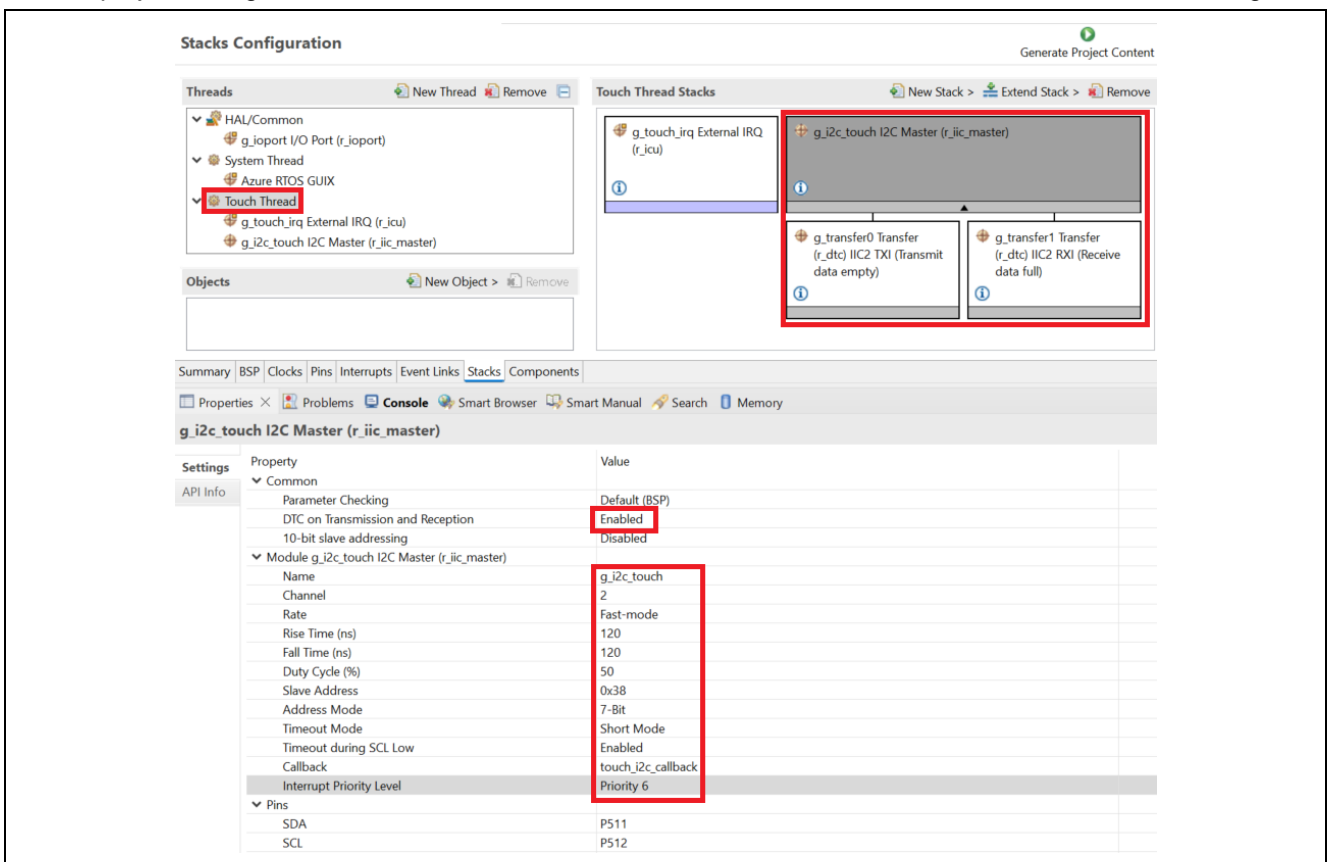 Stacks Configuration
Generate Project Content
Threads
New Thread Remove
HAL/Common
g_ioport I/O Port (r_ioport)
System Thread
Azure RTOS GUIX
Touch Thread
g_touch_irq External IRQ (r_icu)
g_i2c_touch I2C Master (r_iic_master)
Objects
New Object > Remove
Touch Thread Stacks
New Stack > Extend Stack > Remove
g_touch_irq External IRQ
(r_icu)
g_i2c_touch I2C Master (r_iic_master)
g_transfer0 Transfer
(r_dtc) IIC2 TXI (Transmit
data empty)
g_transfer1 Transfer
(r_dtc) IIC2 RXI (Receive
data full)
Summary BSP Clocks Pins Interrupts Event Links Stacks Components
Properties Problems Console Smart Browser Smart Manual Search Memory
g_i2c_touch I2C Master (r_iic_master)
Settings
API Info
Property Value
Common
Parameter Checking Default (BSP)
DTC on Transmission and Reception Enabled
10-bit slave addressing Disabled
Module g_i2c_touch I2C Master (r_iic_master)
Name g_i2c_touch
Channel 2
Rate Fast-mode
Rise Time (ns) 120
Fall Time (ns) 120
Duty Cycle (%) 50
Slave Address 0x38
Address Mode 7-Bit
Timeout Mode Short Mode
Timeout during SCL Low Enabled
Callback touch_i2c_callback
Interrupt Priority Level Priority 6
Pins
SDA P511
SCL P512